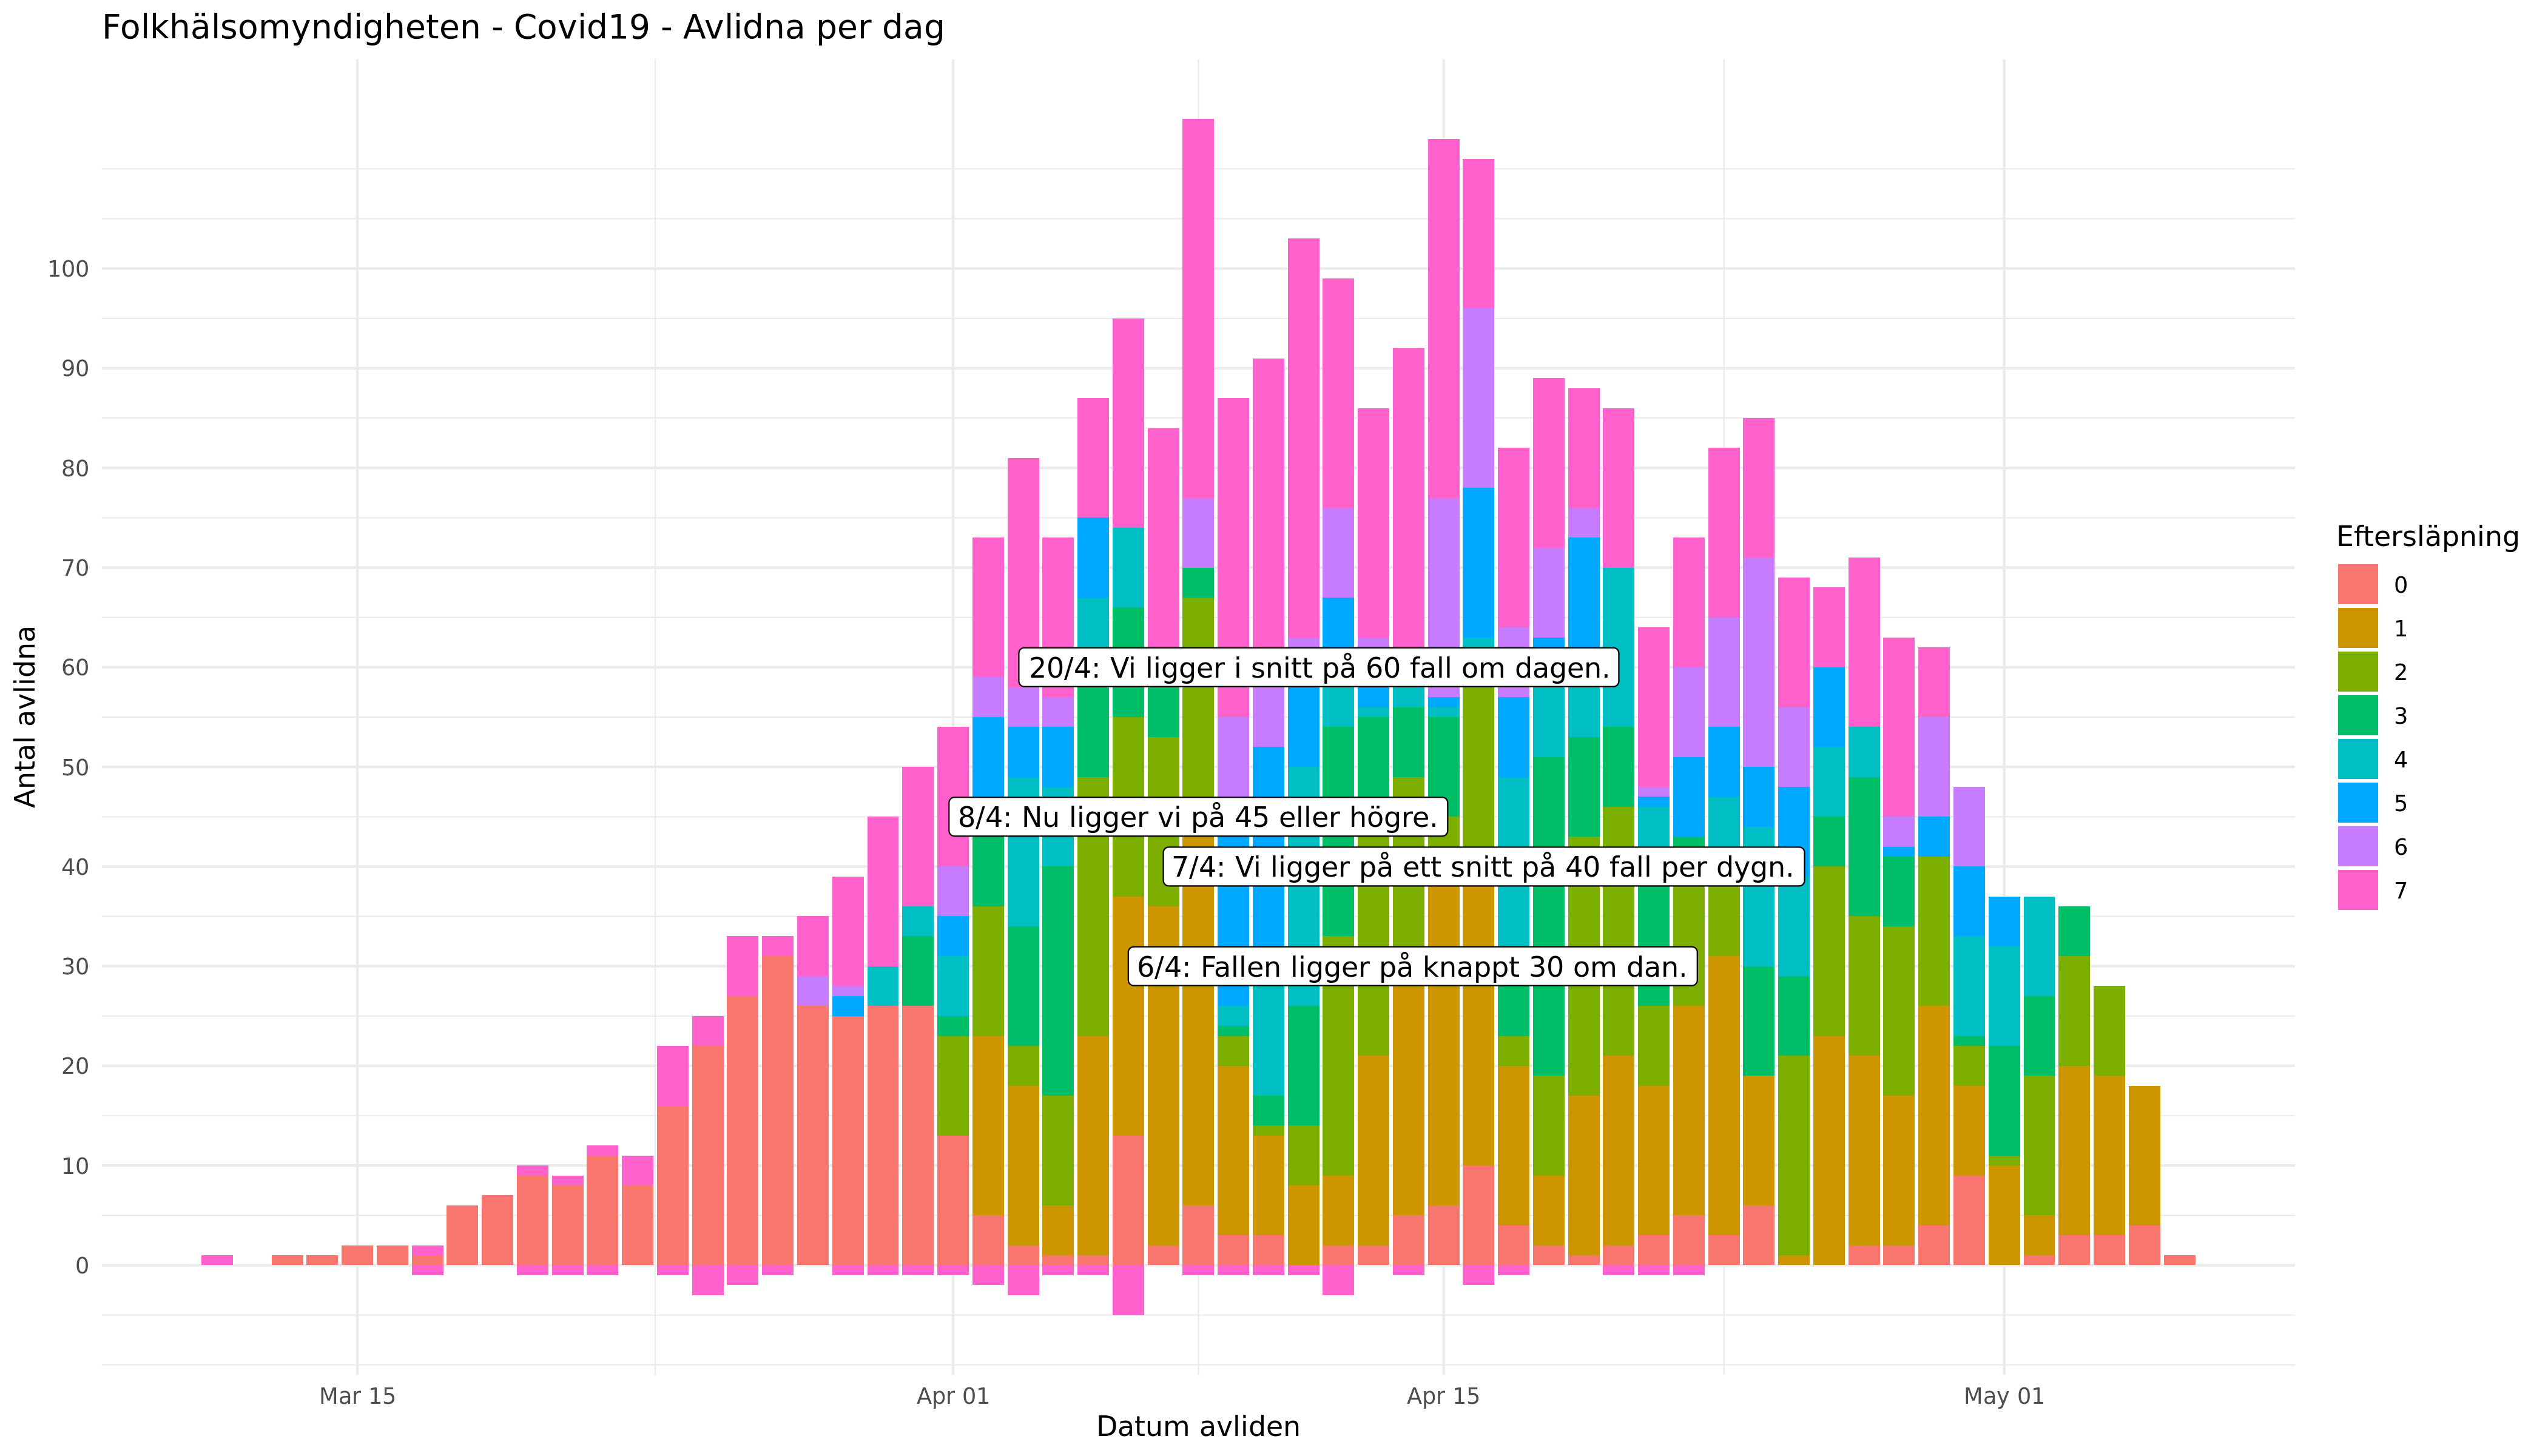 Folkhälsomyndigheten - Covid19 - Avlidna per dag
Antal avlidna
100
90
80
70
60
50
40
30
20
10
0
20/4: Vi ligger i snitt på 60 fall om dagen.
8/4: Nu ligger vi på 45 eller högre.
7/4: Vi ligger på ett snitt på 40 fall per dygn.
6/4: Fallen ligger på knappt 30 om dan.
Mar 15
Apr 01
Apr 15
May 01
Datum avliden
Eftersläpning
0
1
2
3
4
5
6
7